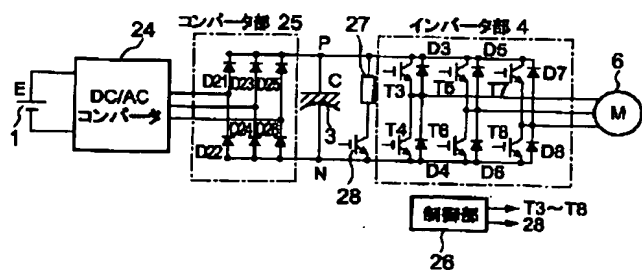 コンバータ部 25
インバータ部 4
24
27
P
D3
D5
6
E
D21
D23
D25
C
T3
T5
T7
D7
DC/AC
コンバータ
M
1
3
D24
D26
T4
T6
T8
D8
D22
N
28
D4
D6
制御部
T3〜T8
28
26